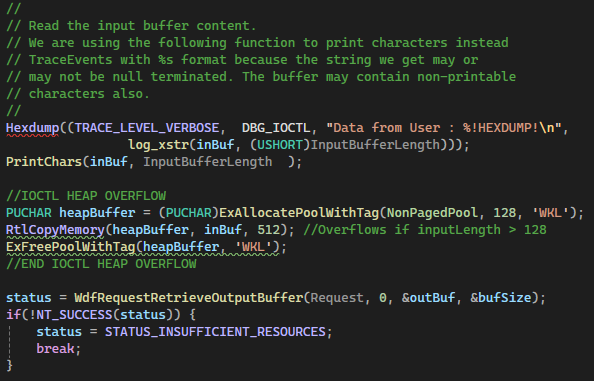 //
// Read the input buffer content.
// We are using the following function to print characters instead
// TraceEvents with %s format because the string we get may or
// may not be null terminated. The buffer may contain non-printable
// characters also.
//
Hexdump((TRACE_LEVEL_VERBOSE,  DBG_IOCTL, "Data from User : %!HEXDUMP!\n",
                log_xstr(inBuf, (USHORT)InputBufferLength)));
PrintChars(inBuf, InputBufferLength  );

//IOCTL HEAP OVERFLOW
PUCHAR heapBuffer = (PUCHAR)ExAllocatePoolWithTag(NonPagedPool, 128, 'WKL');
RtlCopyMemory(heapBuffer, inBuf, 512); //Overflows if inputLength > 128
ExFreePoolWithTag(heapBuffer, 'WKL');
//END IOCTL HEAP OVERFLOW

status = WdfRequestRetrieveOutputBuffer(Request, 0, &outBuf, &bufSize);
if(!NT_SUCCESS(status)) {
    status = STATUS_INSUFFICIENT_RESOURCES;
    break;
}